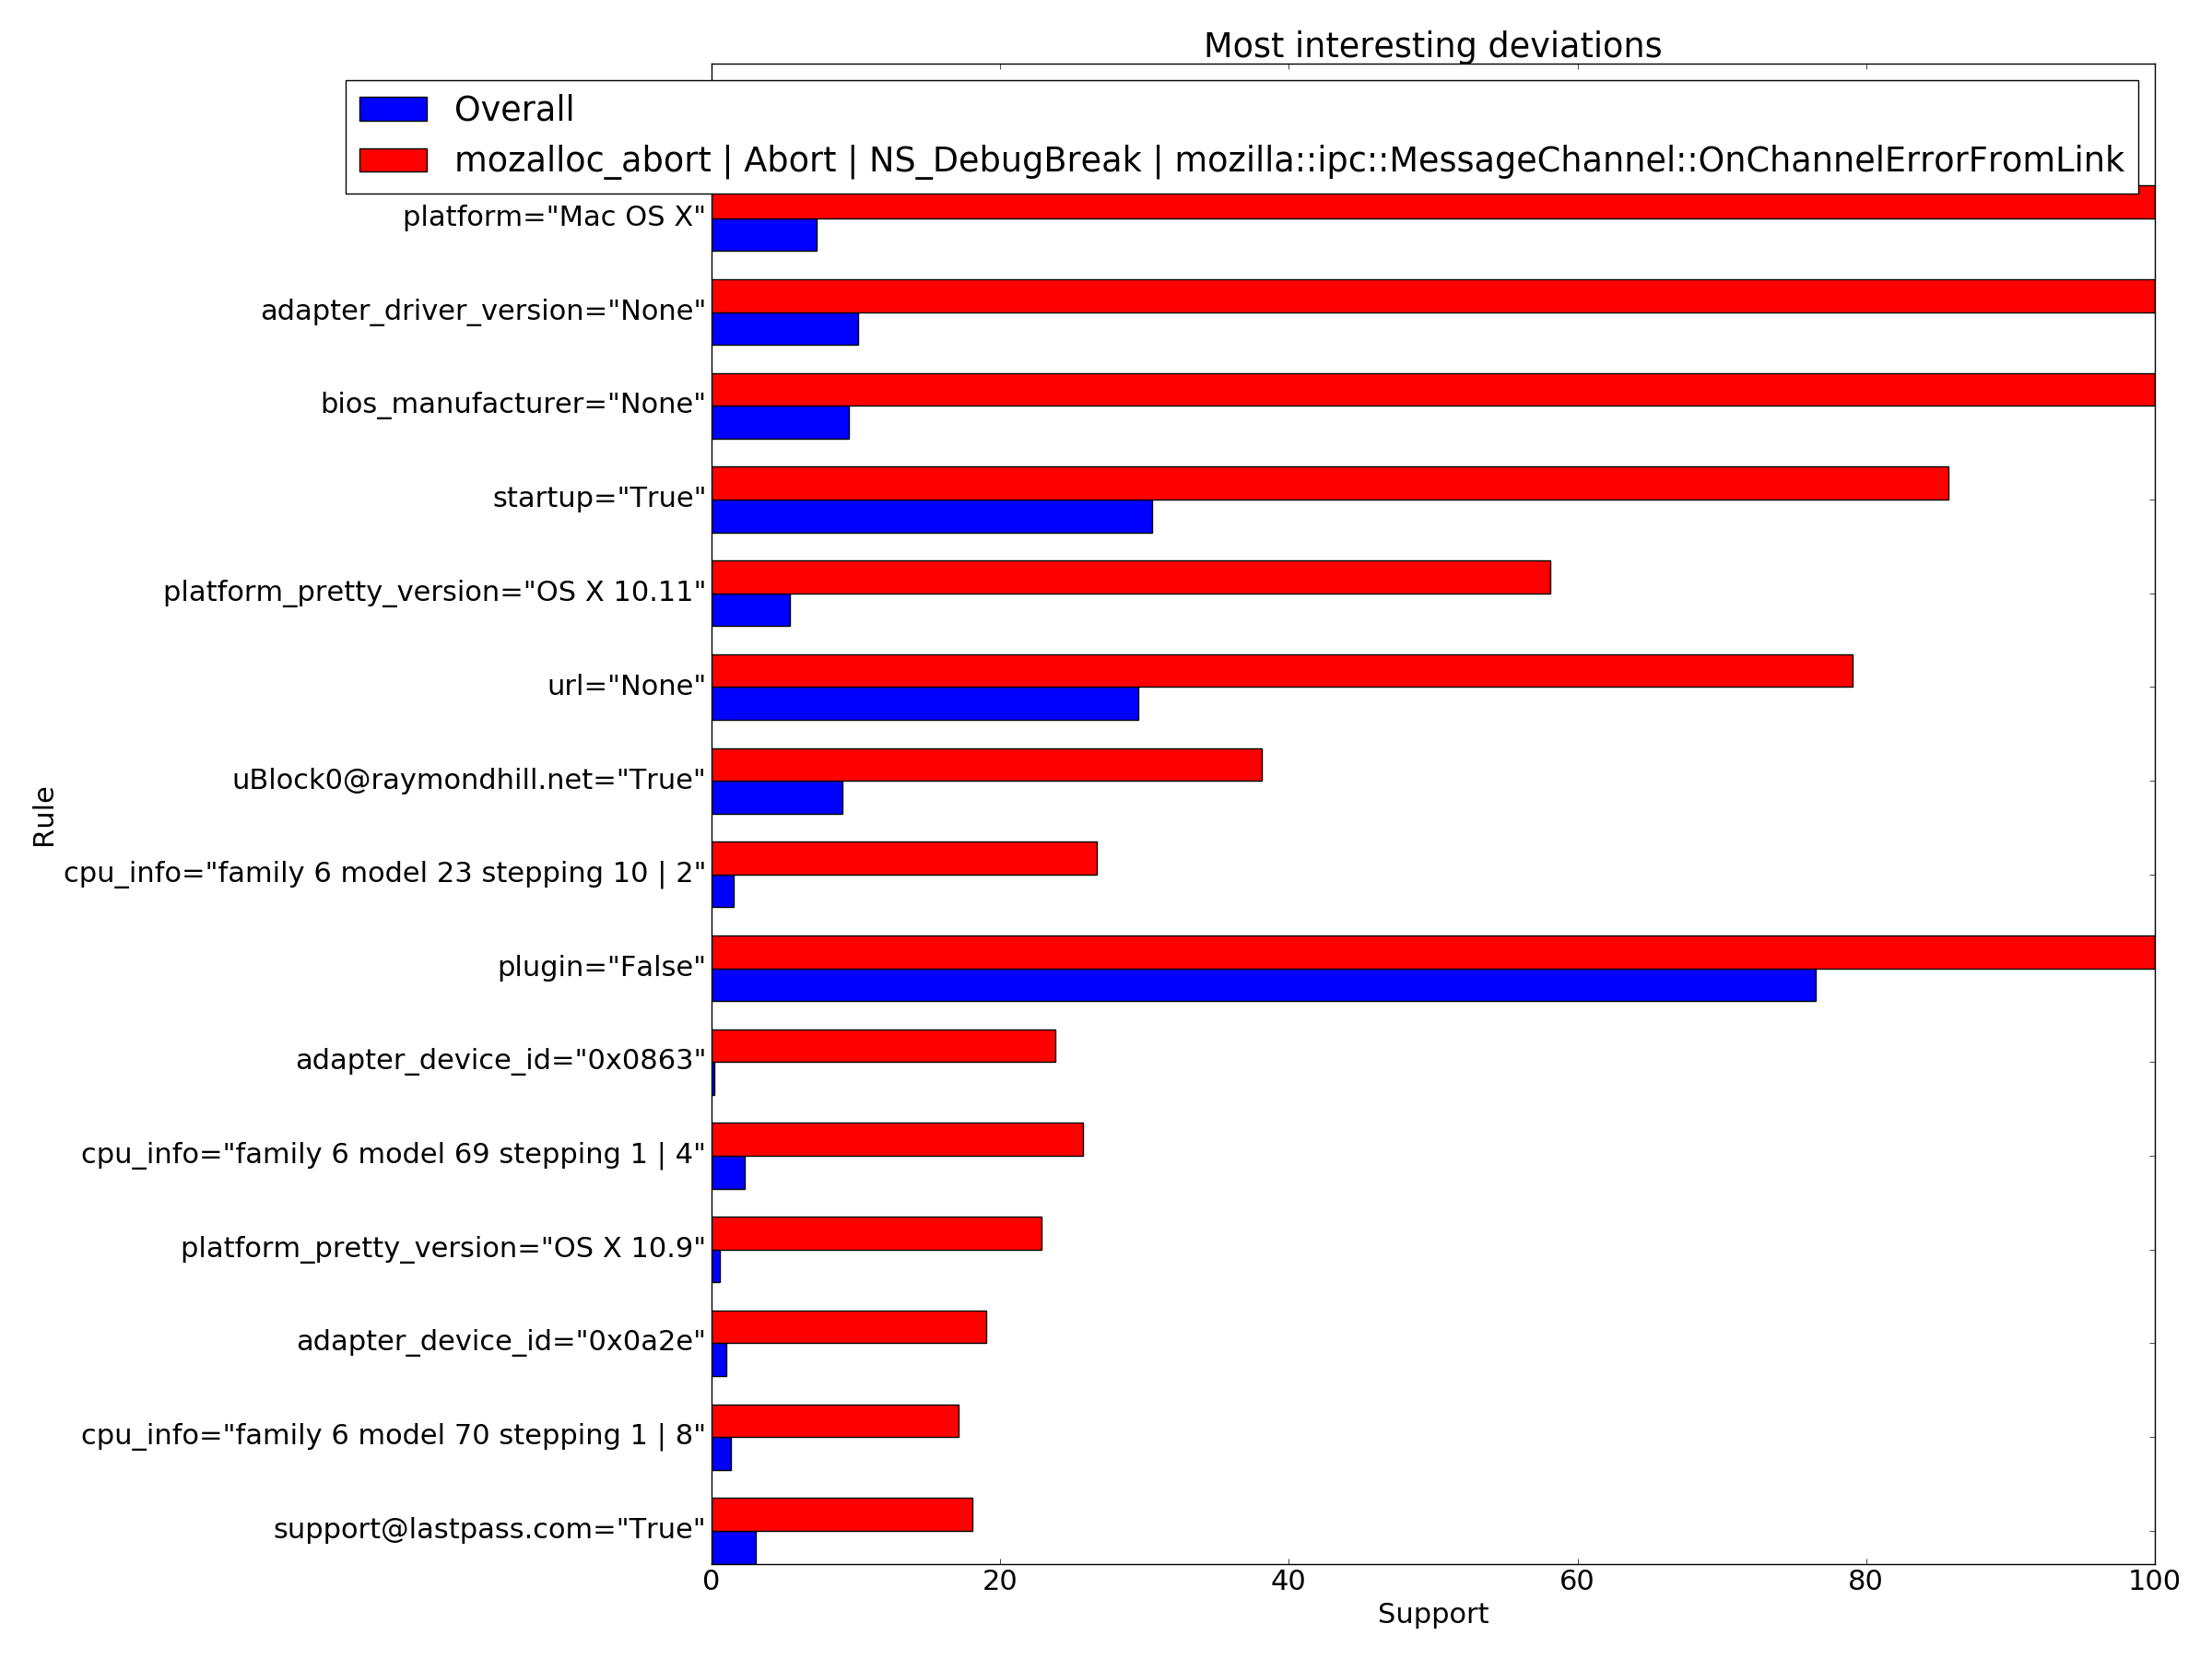 Most interesting deviations
Overall
mozalloc_abort | Abort | NS_DebugBreak | mozilla::ipc::MessageChannel::OnChannelErrorFromLink
platform="Mac OS X"
adapter_driver_version="None"
bios_manufacturer="None"
startup="True"
platform_pretty_version="OS X 10.11"
url="None"
uBlock0@raymondhill.net="True"
cpu_info="family 6 model 23 stepping 10 | 2"
plugin="False"
adapter_device_id="0x0863"
cpu_info="family 6 model 69 stepping 1 | 4"
platform_pretty_version="OS X 10.9"
adapter_device_id="0x0a2e"
cpu_info="family 6 model 70 stepping 1 | 8"
support@lastpass.com="True"
Rule
0 20 40 60 80 100
Support